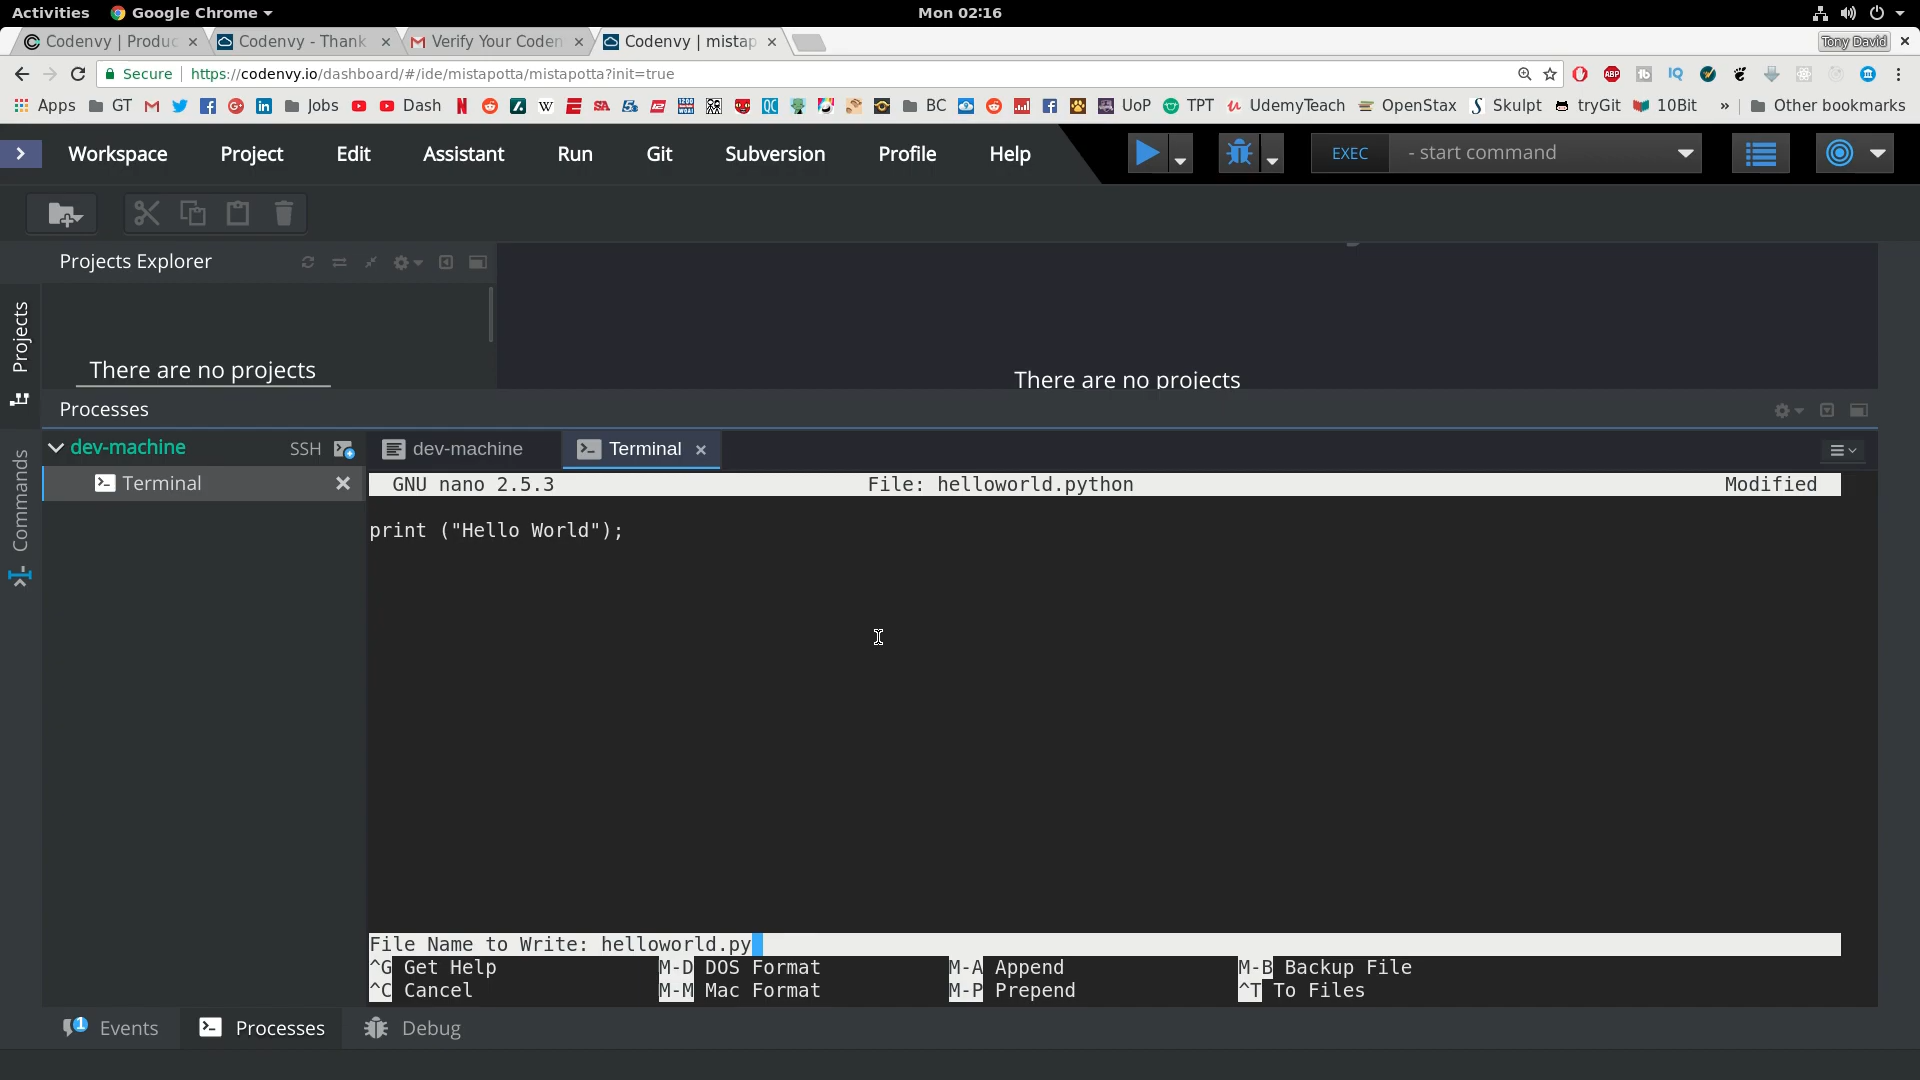 Activities Google Chrome Mon 02:16
Codenvy | Produc Codenvy - Thank Verify Your Coden Codenvy | mistap Tony David
Secure https://codenvy.io/dashboard/#/ide/mistapotta/mistapotta?init=true
Apps GT Jobs Dash BC UoP TPT UdemyTeach OpenStax Skulpt tryGit 10Bit » Other bookmarks
Workspace Project Edit Assistant Run Git Subversion Profile Help EXEC - start command
Projects Explorer
Projects
There are no projects There are no projects
Processes
Commands
dev-machine SSH dev-machine Terminal
Terminal
GNU nano 2.5.3 File: helloworld.python Modified
print ("Hello World");
File Name to Write: helloworld.py
^G Get Help M-D DOS Format M-A Append M-B Backup File
^C Cancel M-M Mac Format M-P Prepend ^T To Files
1 Events Processes Debug